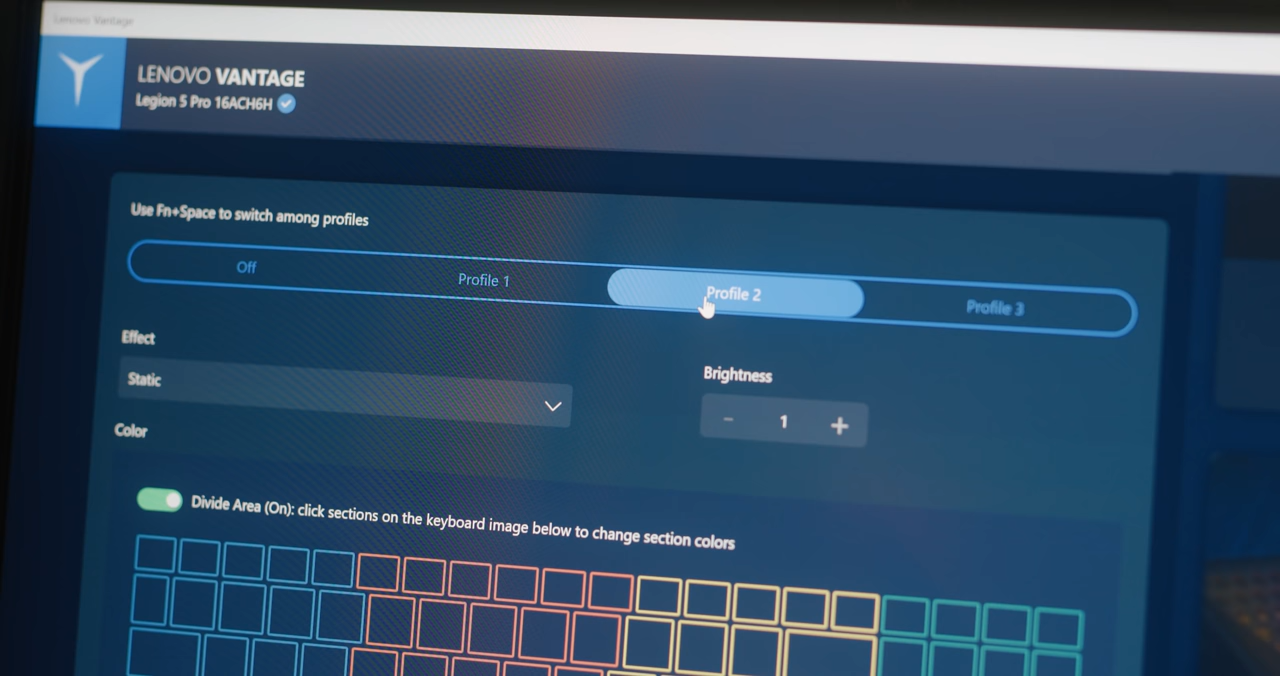 Lenovo Vantage
LENOVO VANTAGE
Legion 5 Pro 16ACH6H
Use Fn+Space to switch among profiles
Off
Profile 1
Profile 2
Profile 3
Effect
Static
Brightness
- 1 +
Color
Divide Area (On): click sections on the keyboard image below to change section colors